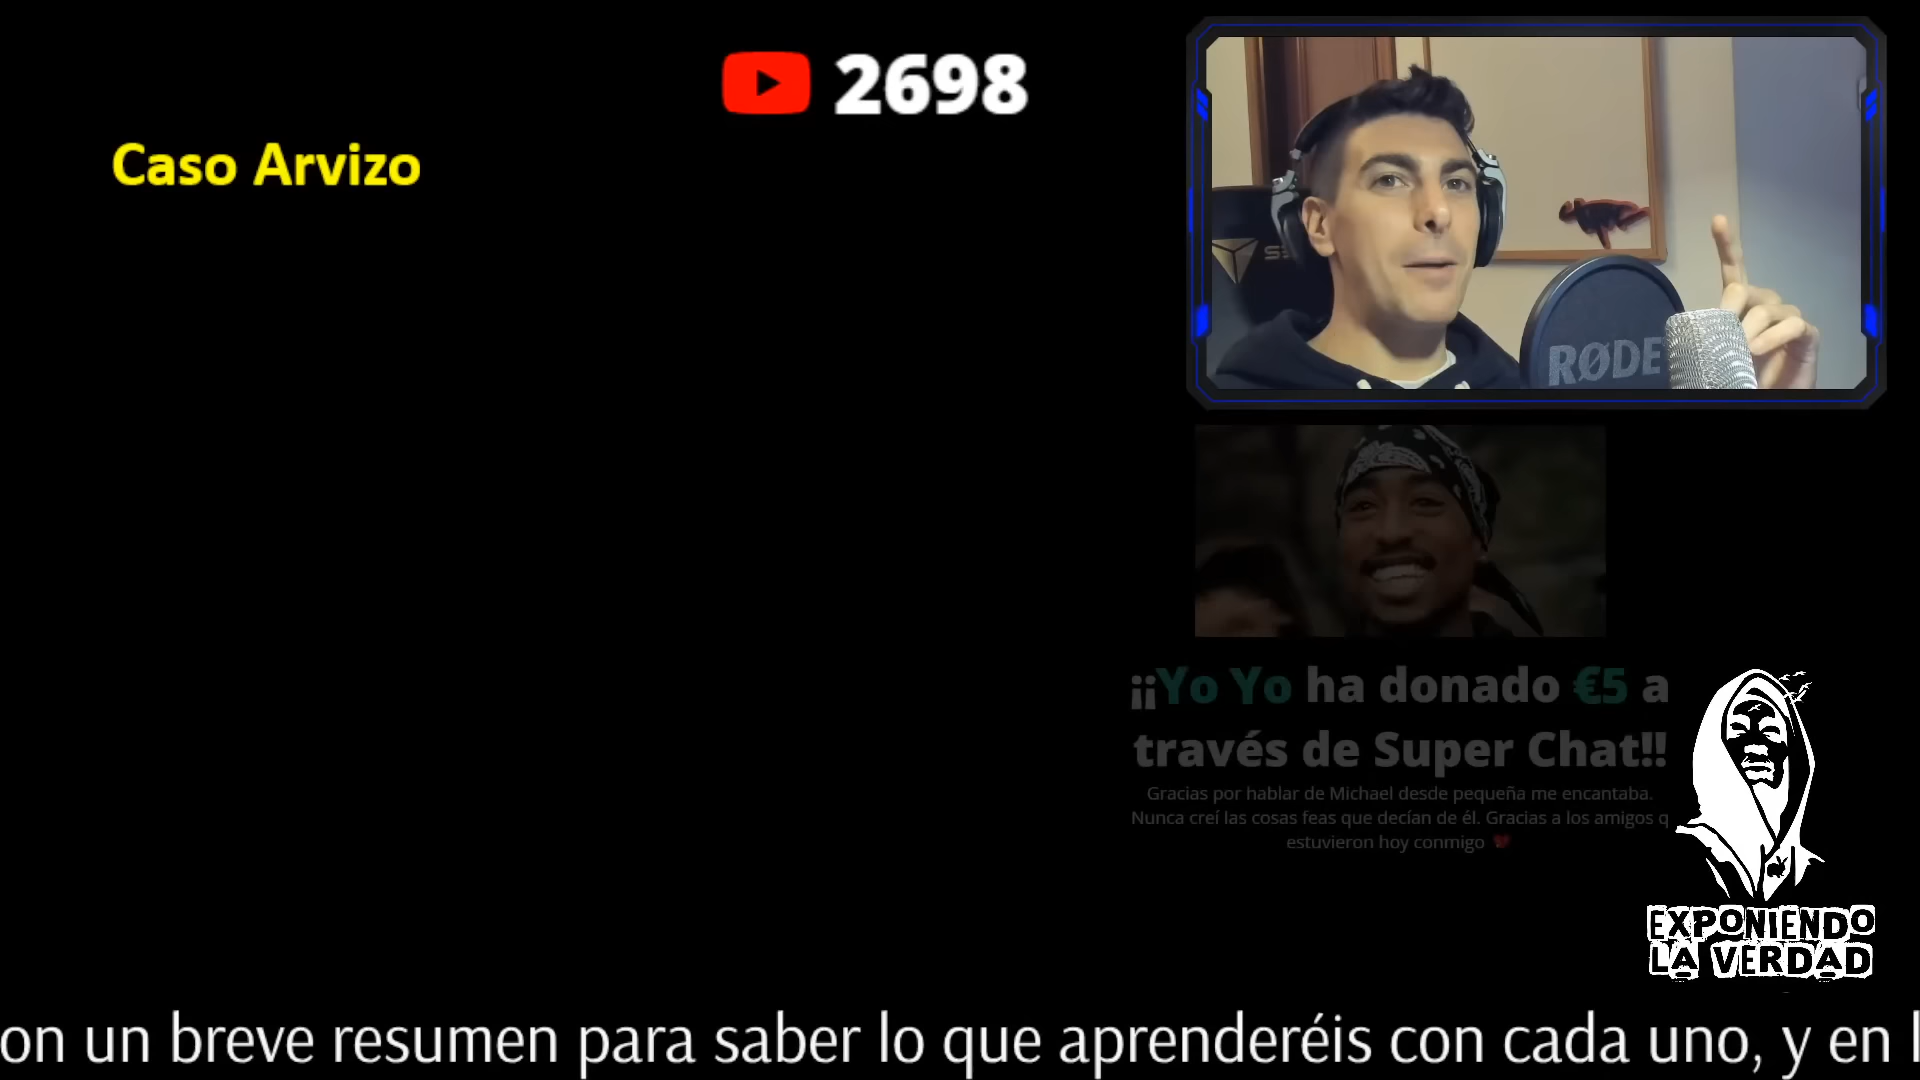 2698
Caso Arvizo
RØDE
¡¡Yo Yo ha donado €5 a
través de Super Chat!!
Gracias por hablar de Michael desde pequeña me encantaba.
Nunca creí las cosas feas que decían de él. Gracias a los amigos q
estuvieron hoy conmigo
EXPONIENDO
LA VERDAD
on un breve resumen para saber lo que aprenderéis con cada uno, y en l